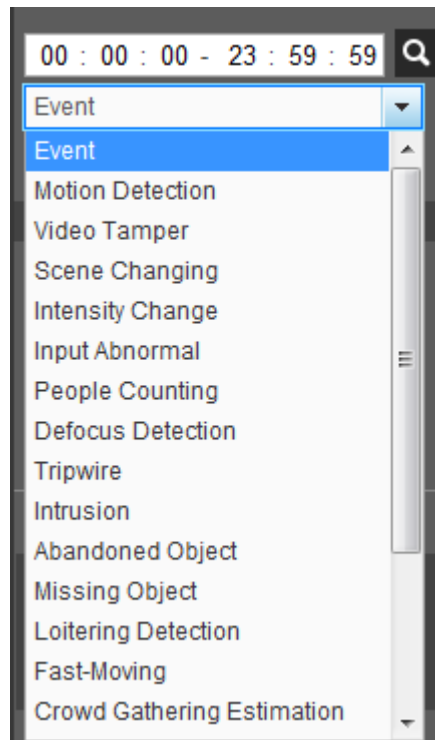 00 : 00 : 00 - 23 : 59 : 59
Event
Event
Motion Detection
Video Tamper
Scene Changing
Intensity Change
Input Abnormal
People Counting
Defocus Detection
Tripwire
Intrusion
Abandoned Object
Missing Object
Loitering Detection
Fast-Moving
Crowd Gathering Estimation